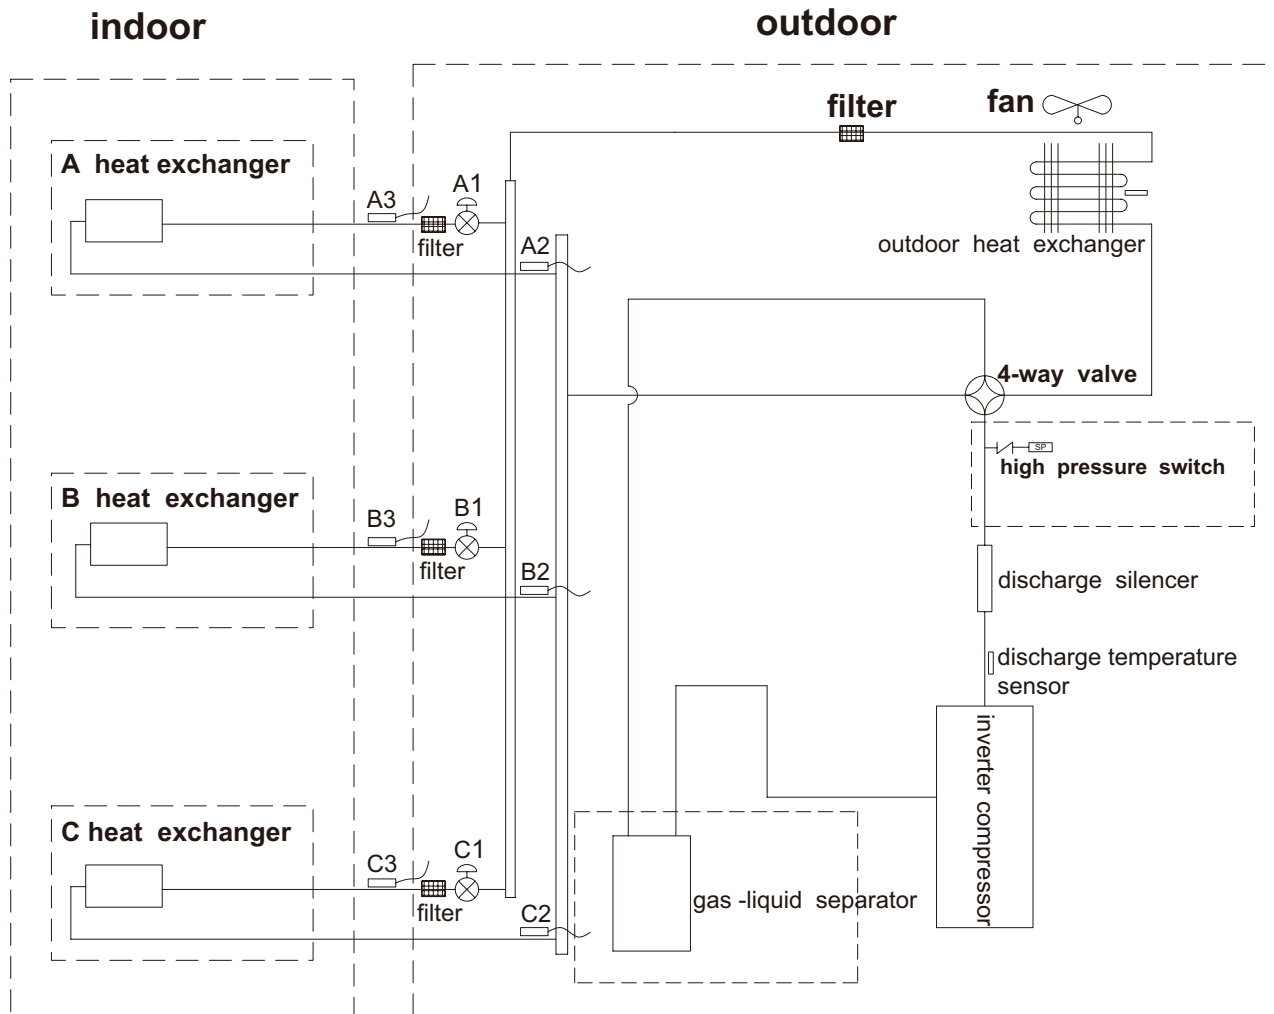 indoor
outdoor
filter
fan
A heat exchanger
A3
A1
filter
A2
outdoor heat exchanger
4-way valve
SP
high pressure switch
B heat exchanger
B3
B1
filter
B2
discharge silencer
discharge temperature
sensor
inverter compressor
C heat exchanger
C3
C1
filter
C2
gas -liquid separator